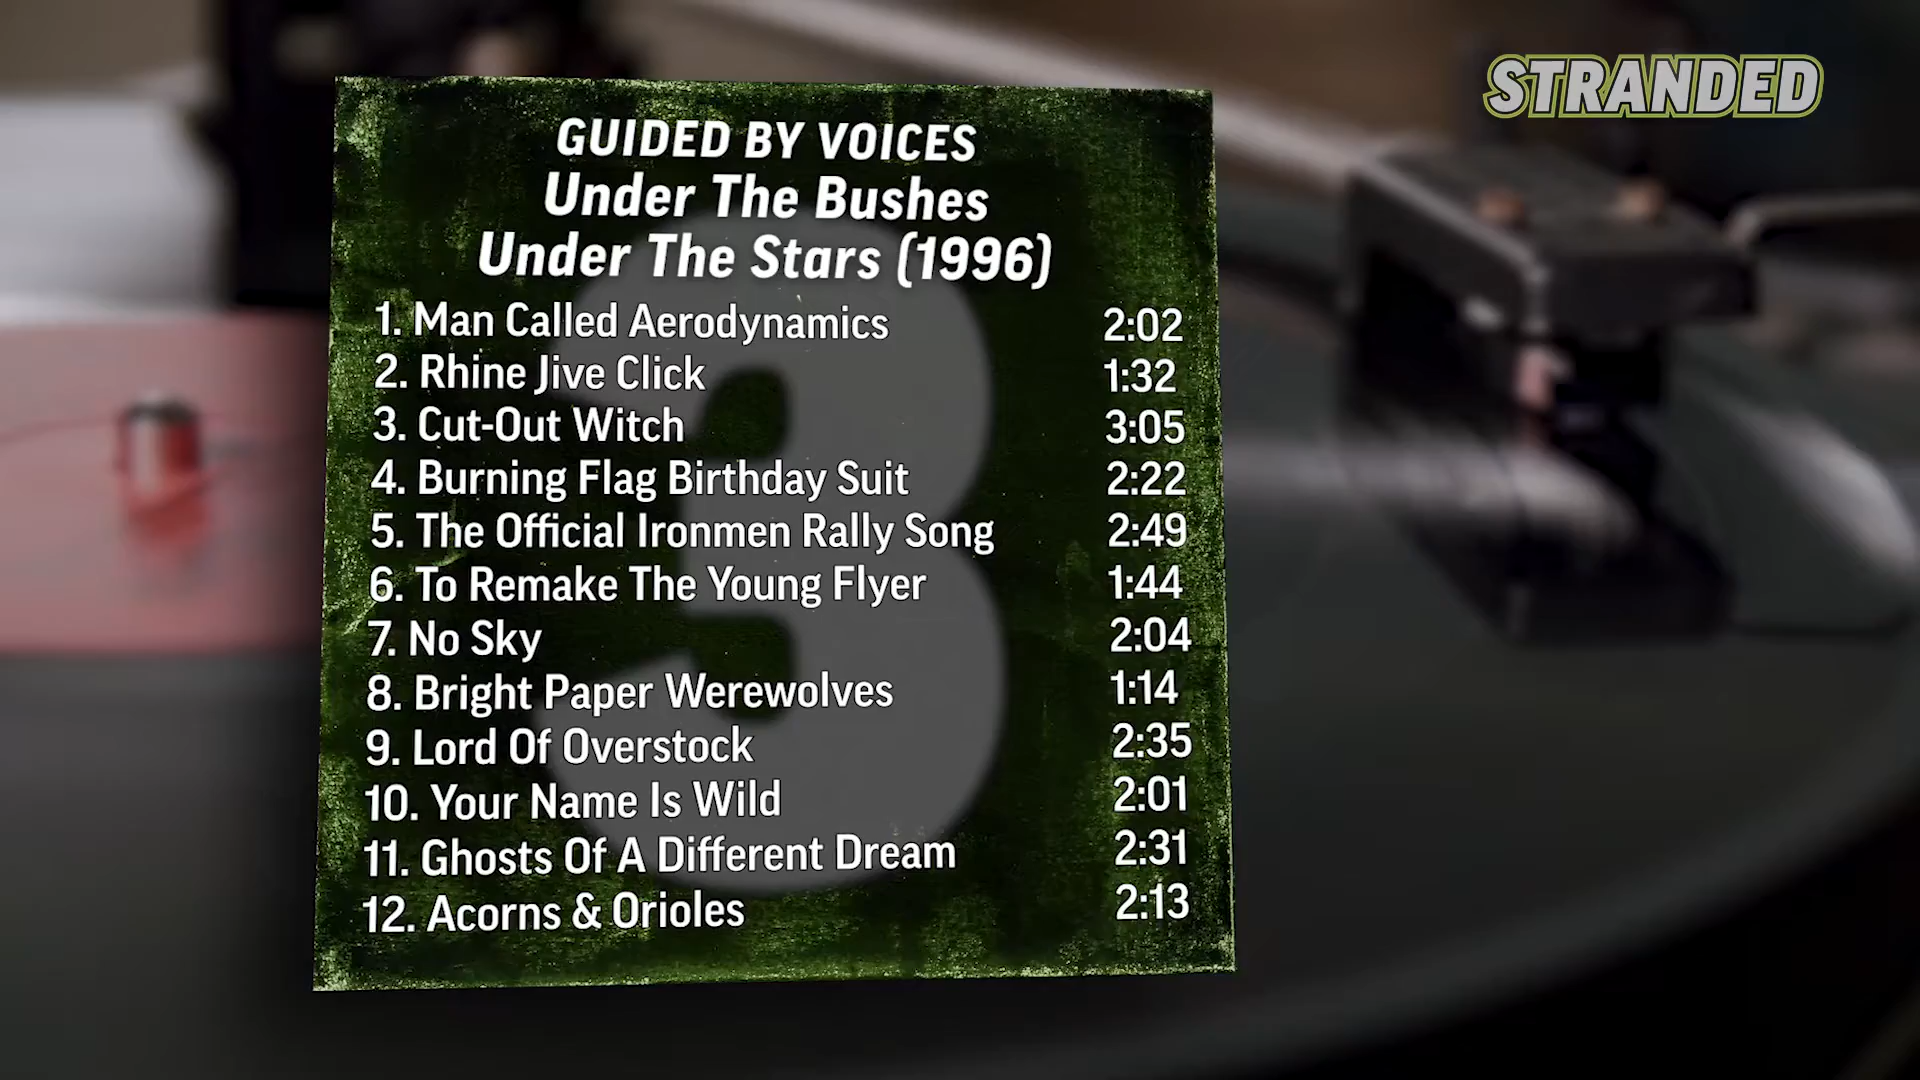 STRANDED
GUIDED BY VOICES
Under The Bushes
Under The Stars (1996)
1. Man Called Aerodynamics 2:02
2. Rhine Jive Click 1:32
3. Cut-Out Witch 3:05
4. Burning Flag Birthday Suit 2:22
5. The Official Ironmen Rally Song 2:49
6. To Remake The Young Flyer 1:44
7. No Sky 2:04
8. Bright Paper Werewolves 1:14
9. Lord Of Overstock 2:35
10. Your Name Is Wild 2:01
11. Ghosts Of A Different Dream 2:31
12. Acorns & Orioles 2:13
3